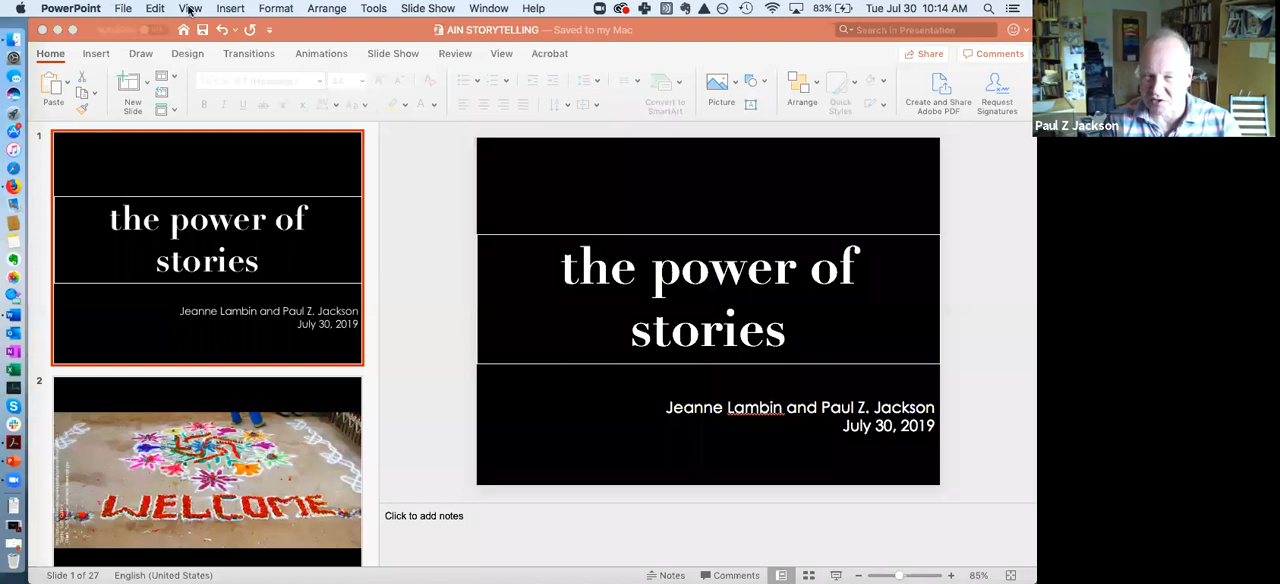 PowerPoint File Edit View Insert Format Arrange Tools Slide Show Window Help 83% Tue Jul 30 10:14 AM
AIN STORYTELLING — Saved to my Mac
Search in Presentation
Home Insert Draw Design Transitions Animations Slide Show Review View Acrobat Share Comments
Paste
New Slide
Convert to SmartArt
Picture
Arrange
Quick Styles
Create and Share Adobe PDF
Request Signatures
Paul Z Jackson
1
the power of
stories
Jeanne Lambin and Paul Z. Jackson
July 30, 2019
2
WELCOME
the power of
stories
Jeanne Lambin and Paul Z. Jackson
July 30, 2019
Click to add notes
Slide 1 of 27 English (United States) Notes Comments 85%